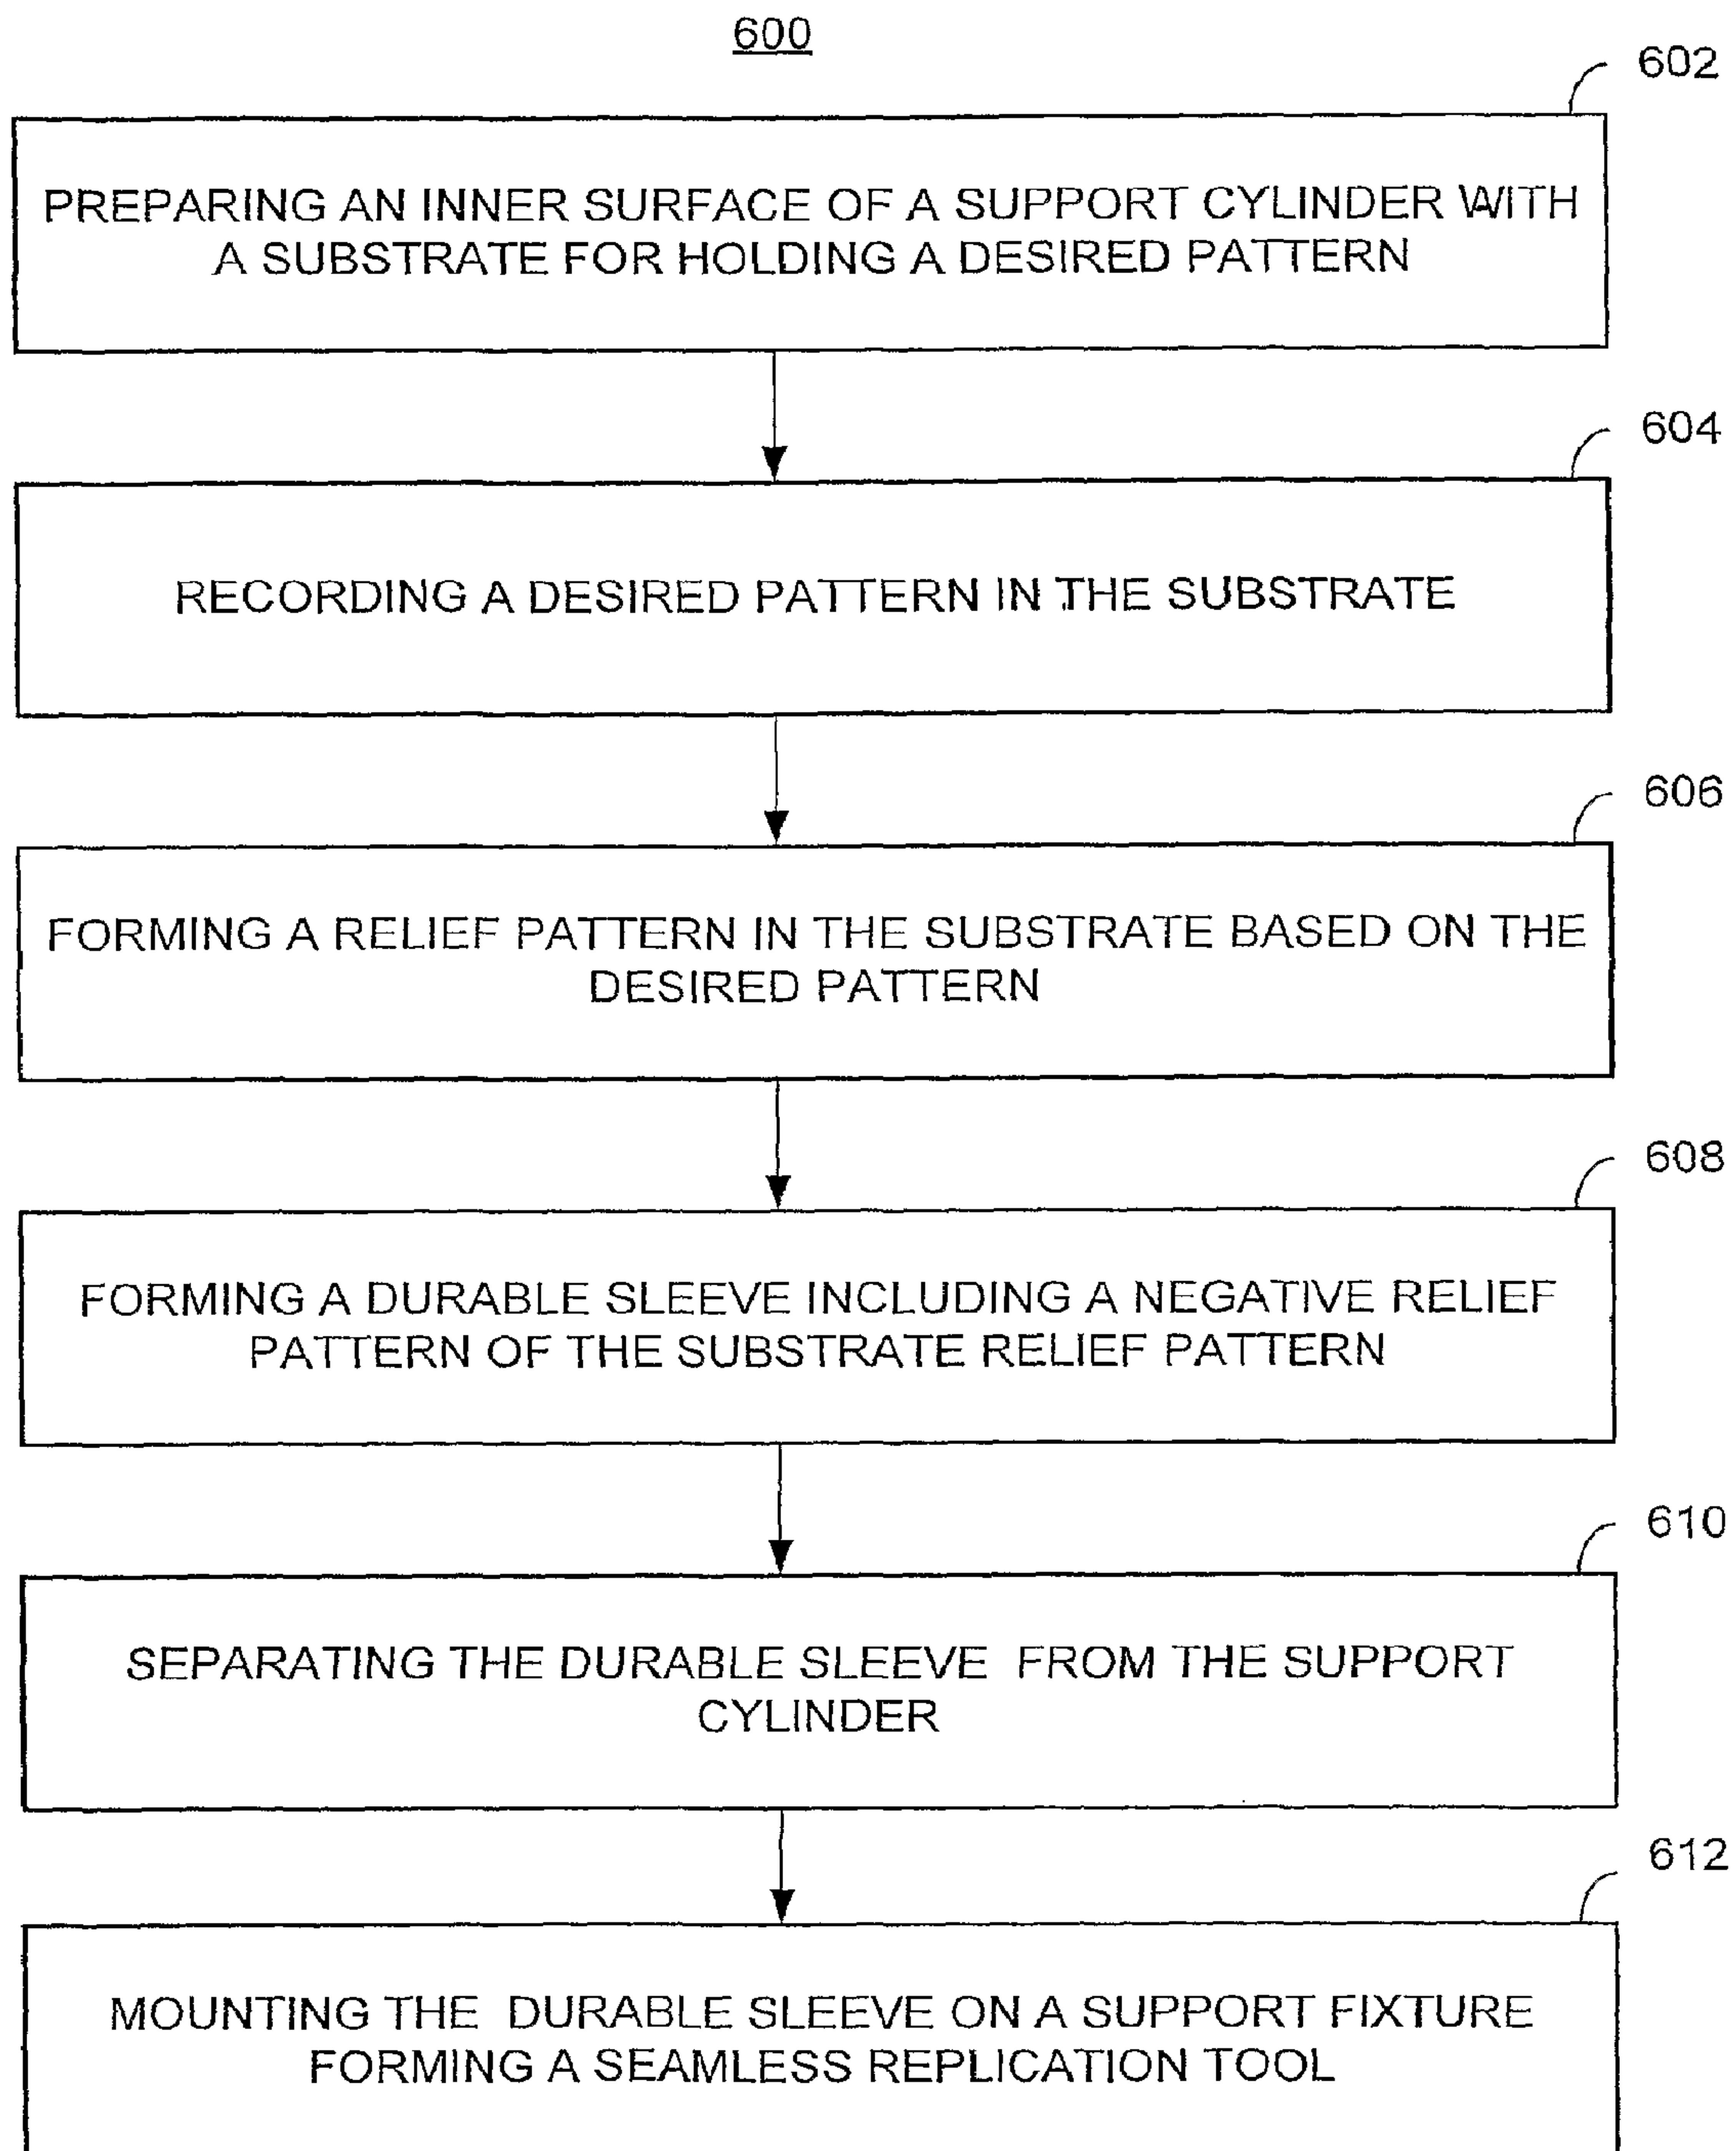 600
602
PREPARING AN INNER SURFACE OF A SUPPORT CYLINDER WITH
A SUBSTRATE FOR HOLDING A DESIRED PATTERN
604
RECORDING A DESIRED PATTERN IN THE SUBSTRATE
606
FORMING A RELIEF PATTERN IN THE SUBSTRATE BASED ON THE
DESIRED PATTERN
608
FORMING A DURABLE SLEEVE INCLUDING A NEGATIVE RELIEF
PATTERN OF THE SUBSTRATE RELIEF PATTERN
610
SEPARATING THE DURABLE SLEEVE FROM THE SUPPORT
CYLINDER
612
MOUNTING THE DURABLE SLEEVE ON A SUPPORT FIXTURE
FORMING A SEAMLESS REPLICATION TOOL